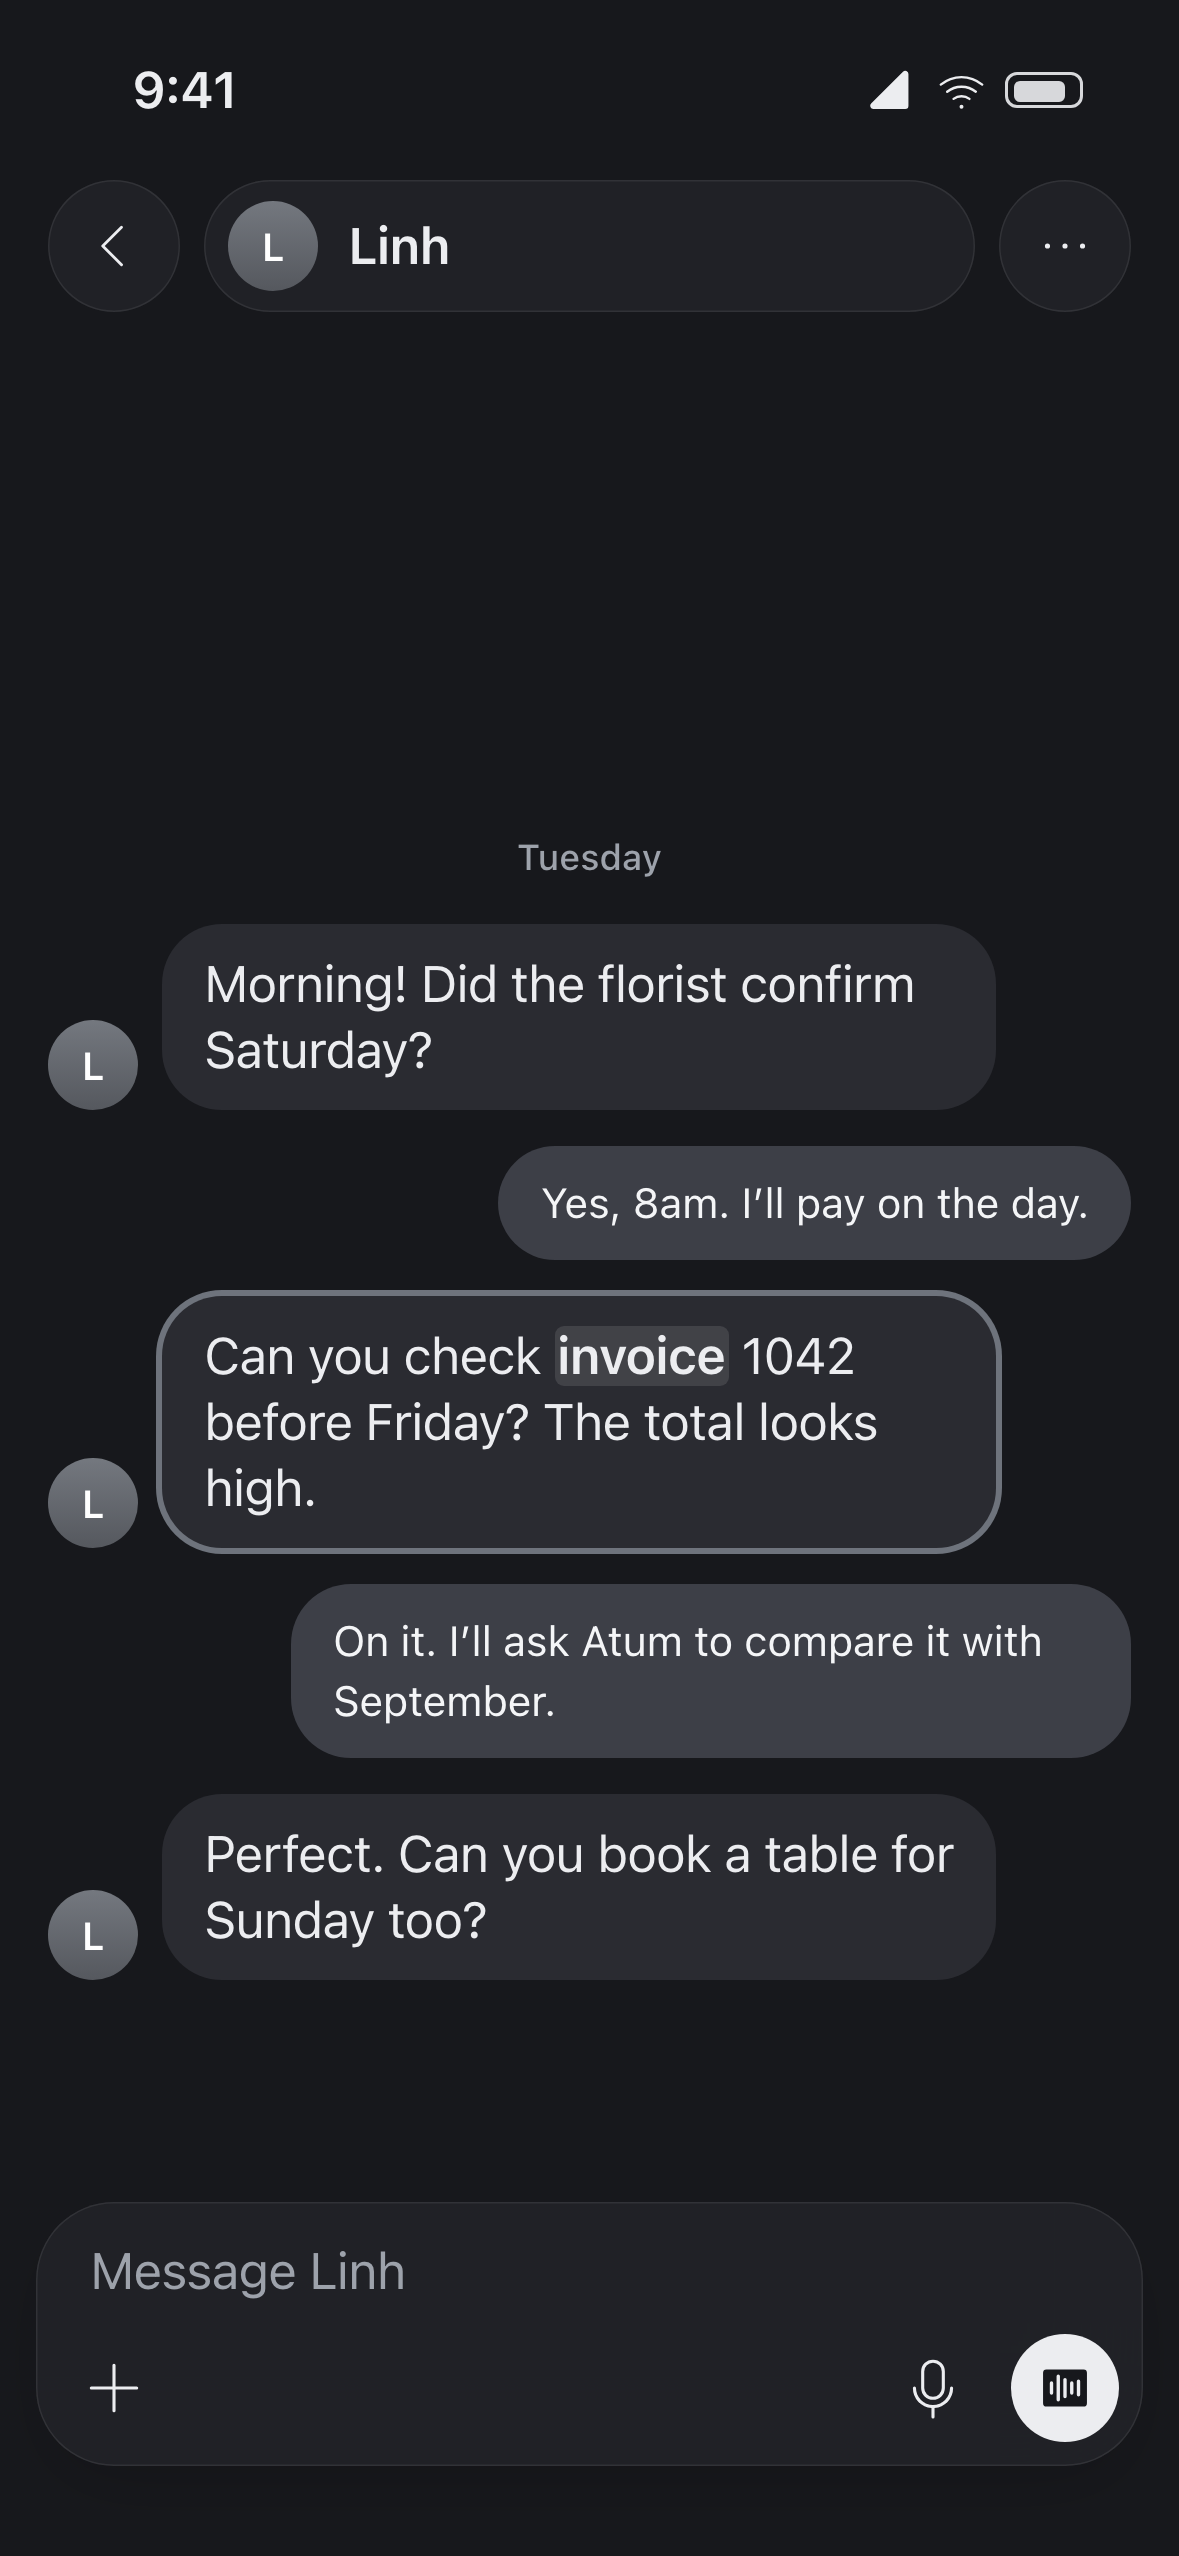 9:41
L Linh
Tuesday
Morning! Did the florist confirm
Saturday?
L
Yes, 8am. I’ll pay on the day.
Can you check invoice 1042
before Friday? The total looks
high.
L
On it. I’ll ask Atum to compare it with
September.
Perfect. Can you book a table for
Sunday too?
L
Message Linh